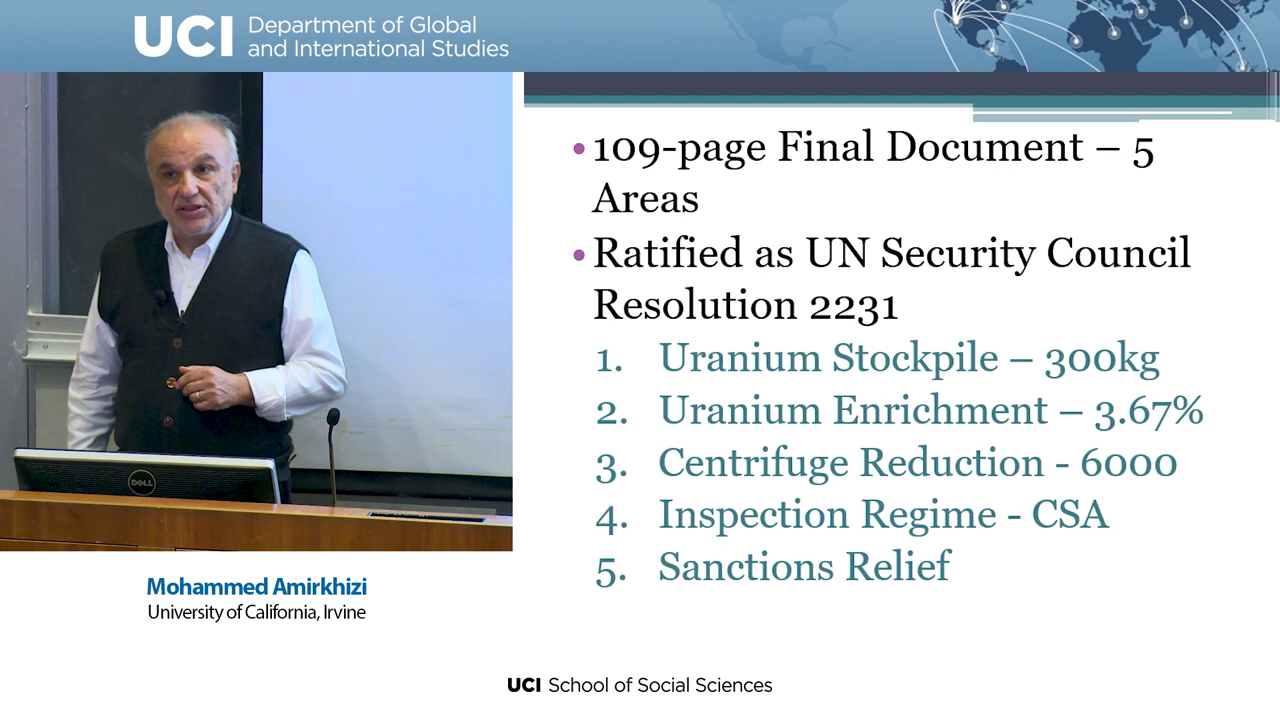 UCI Department of Global
and International Studies
• 109-page Final Document – 5
Areas
• Ratified as UN Security Council
Resolution 2231
1. Uranium Stockpile – 300kg
2. Uranium Enrichment – 3.67%
3. Centrifuge Reduction - 6000
4. Inspection Regime - CSA
5. Sanctions Relief
DELL
Mohammed Amirkhizi
University of California, Irvine
UCI School of Social Sciences